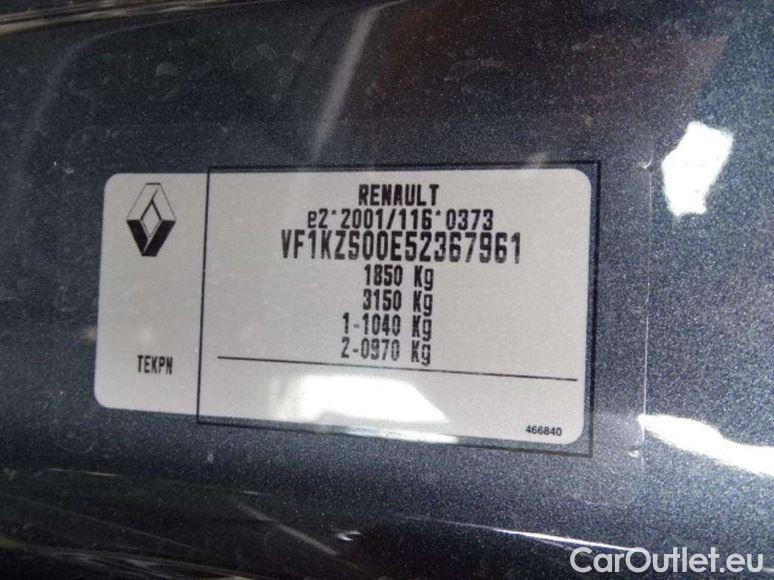 RENAULT
e2*2001/116*0373
VF1KZS00E52367961
1850 Kg
3150 Kg
1-1040 Kg
2-0970 Kg
TEKPN
466840
CarOutlet.eu